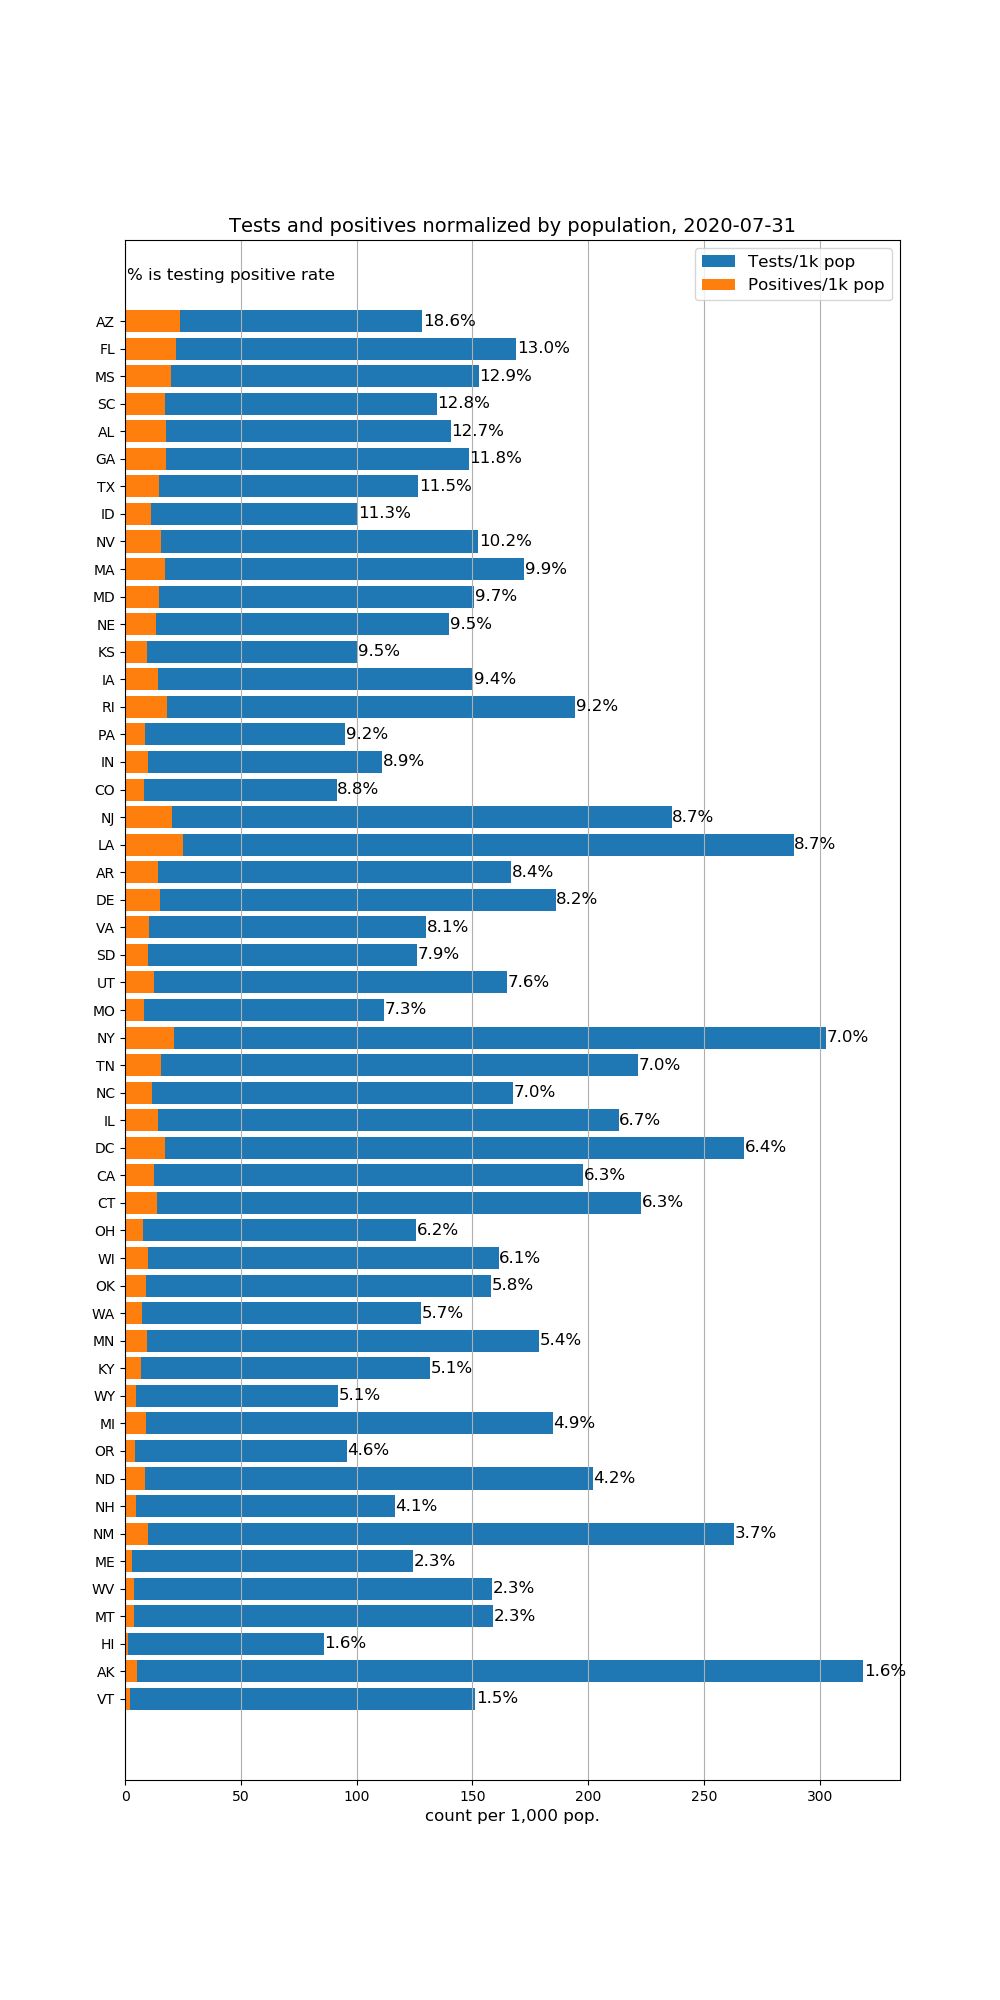 Tests and positives normalized by population, 2020-07-31
% is testing positive rate
Tests/1k pop
Positives/1k pop
AZ 18.6%
FL 13.0%
MS 12.9%
SC 12.8%
AL 12.7%
GA 11.8%
TX 11.5%
ID 11.3%
NV 10.2%
MA 9.9%
MD 9.7%
NE 9.5%
KS 9.5%
IA 9.4%
RI 9.2%
PA 9.2%
IN 8.9%
CO 8.8%
NJ 8.7%
LA 8.7%
AR 8.4%
DE 8.2%
VA 8.1%
SD 7.9%
UT 7.6%
MO 7.3%
NY 7.0%
TN 7.0%
NC 7.0%
IL 6.7%
DC 6.4%
CA 6.3%
CT 6.3%
OH 6.2%
WI 6.1%
OK 5.8%
WA 5.7%
MN 5.4%
KY 5.1%
WY 5.1%
MI 4.9%
OR 4.6%
ND 4.2%
NH 4.1%
NM 3.7%
ME 2.3%
WV 2.3%
MT 2.3%
HI 1.6%
AK 1.6%
VT 1.5%
0 50 100 150 200 250 300
count per 1,000 pop.